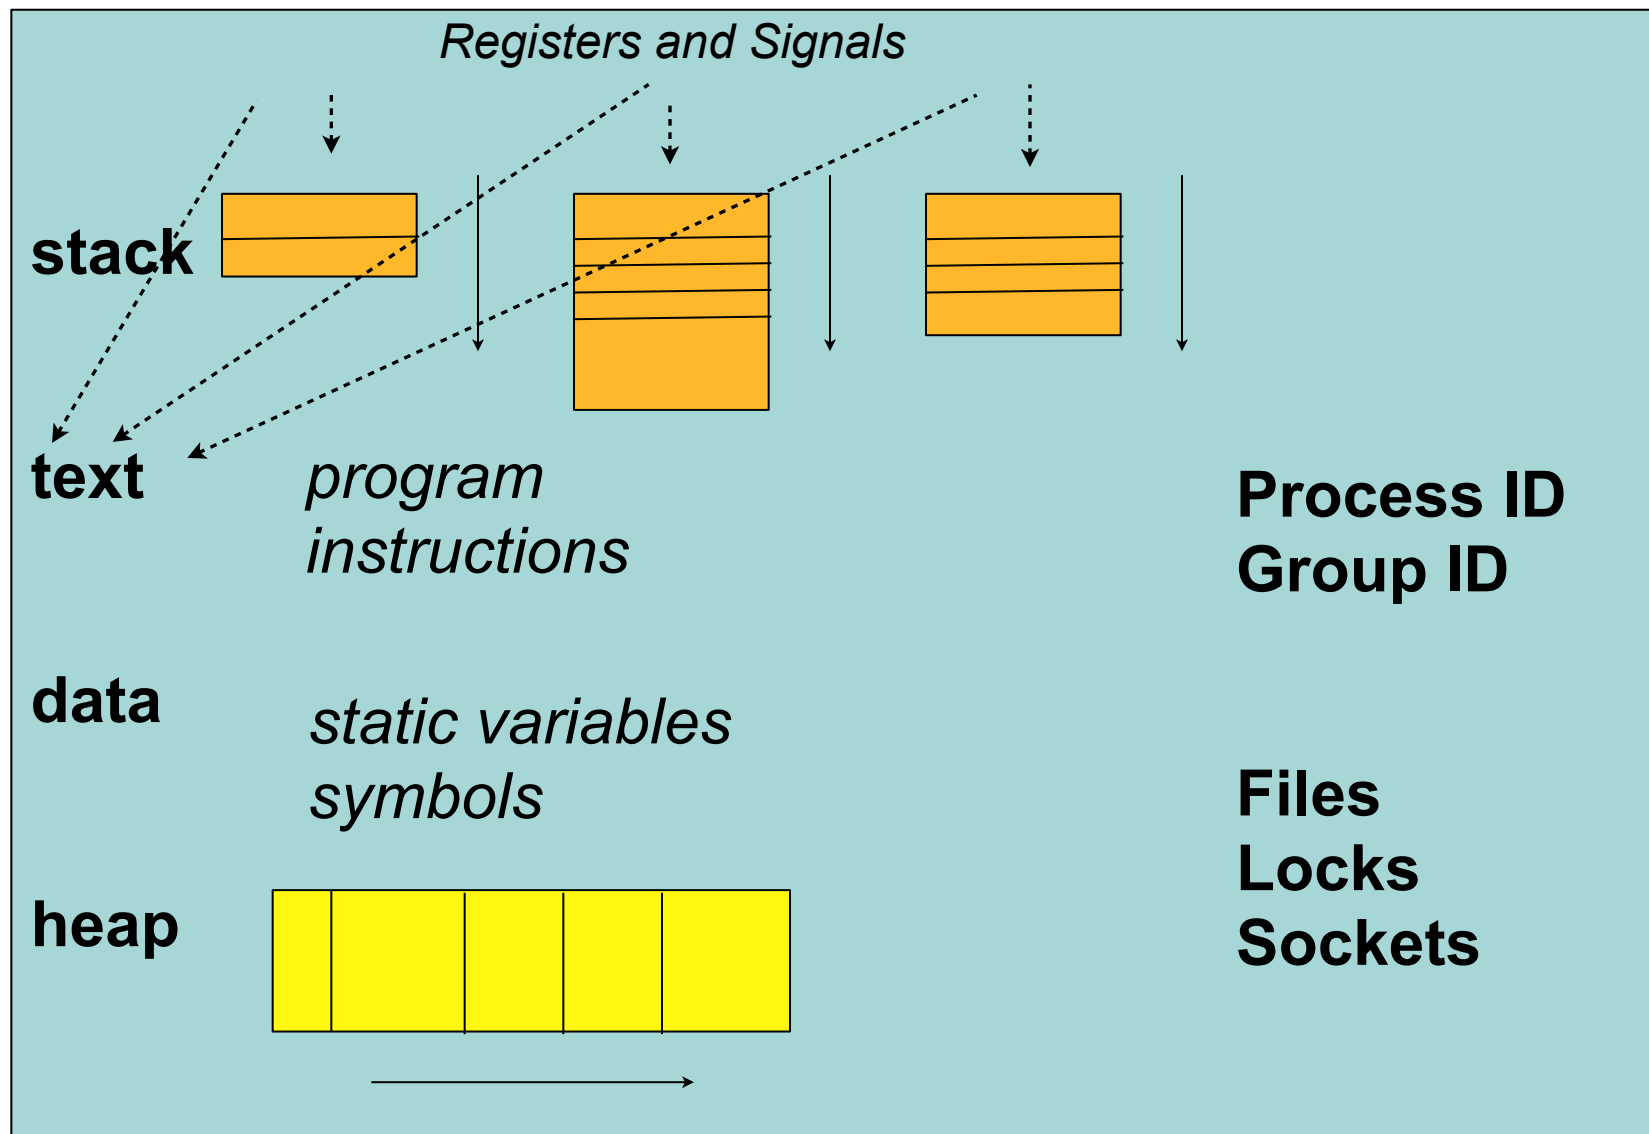 Registers and Signals
stack
text
program
instructions
Process ID
Group ID
data
static variables
symbols
Files
Locks
Sockets
heap